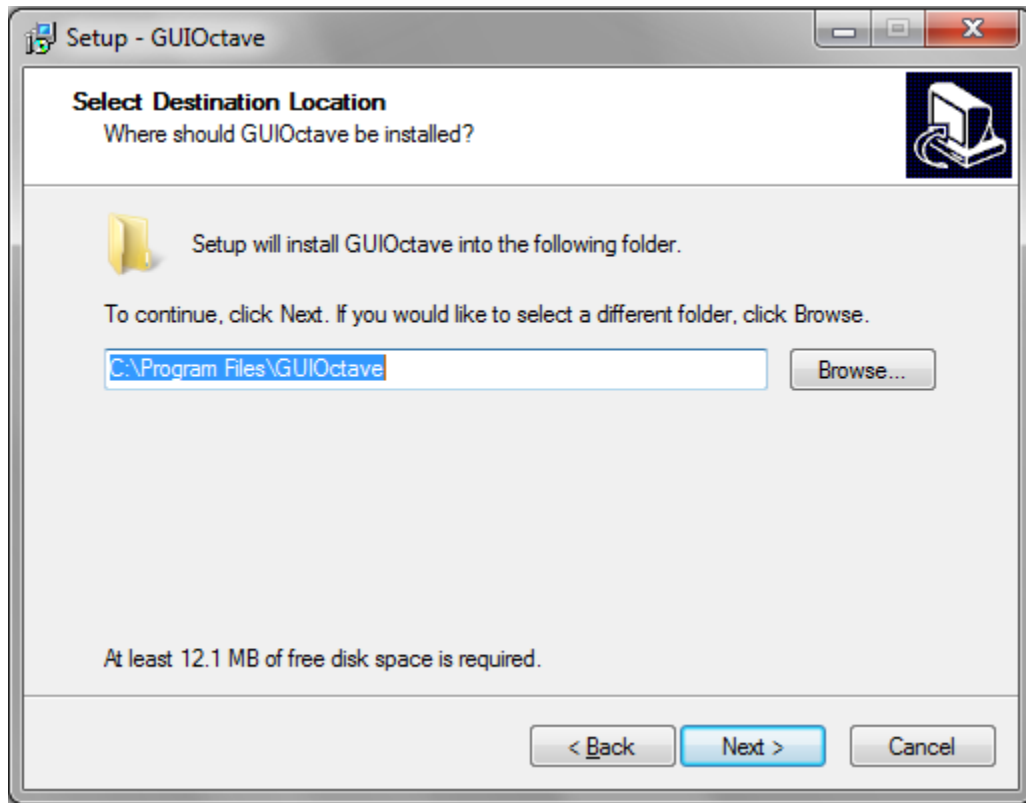 Setup - GUIOctave
Select Destination Location
Where should GUIOctave be installed?
Setup will install GUIOctave into the following folder.
To continue, click Next. If you would like to select a different folder, click Browse.
C:\Program Files\GUIOctave
Browse...
At least 12.1 MB of free disk space is required.
< Back
Next >
Cancel